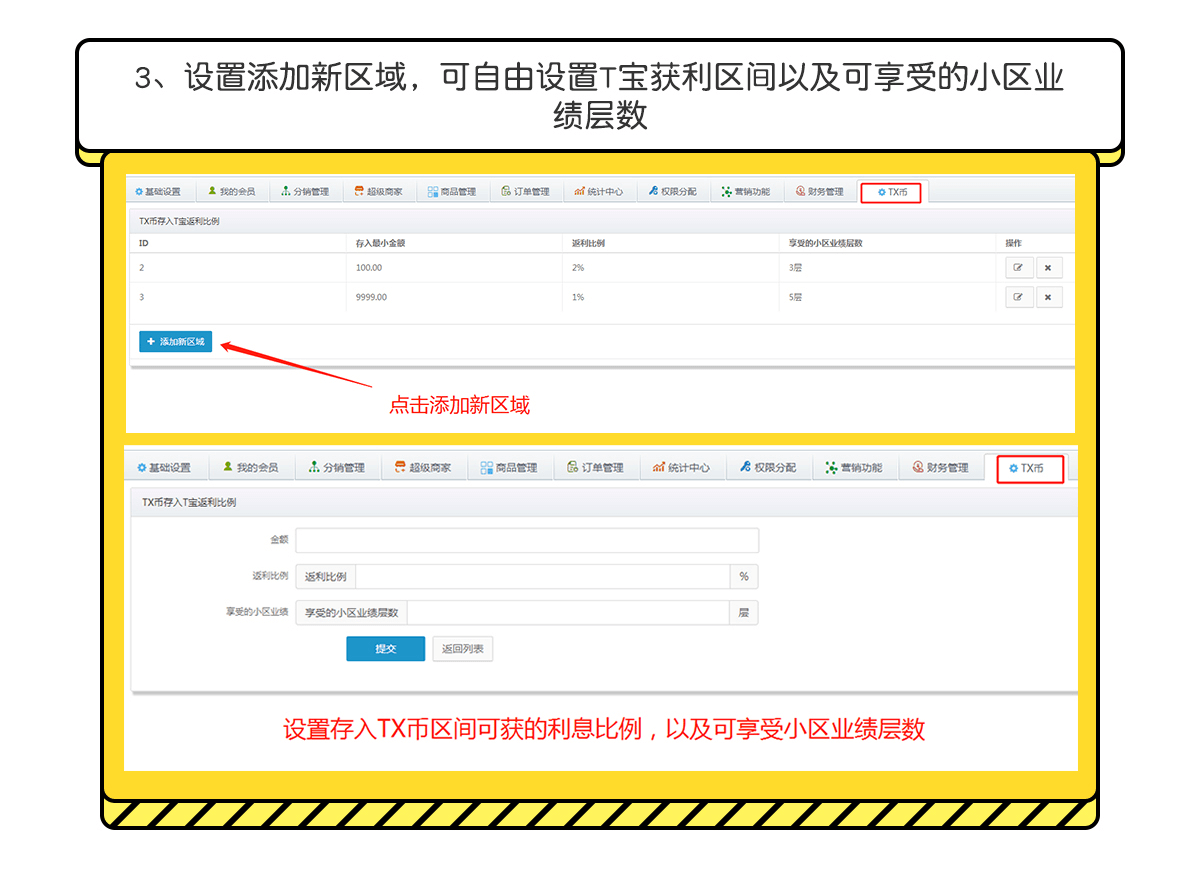 3、设置添加新区域，可自由设置T宝获利区间以及可享受的小区业
绩层数
基础设置 我的会员 分销管理 超级商家 商品管理 订单管理 统计中心 权限分配 营销功能 财务管理 TX币
TX币存入T宝返利比例
ID 存入最小金额 返利比例 享受的小区业绩层数 操作
2 100.00 2% 3层
3 9999.00 1% 5层
添加新区域
点击添加新区域
基础设置 我的会员 分销管理 超级商家 商品管理 订单管理 统计中心 权限分配 营销功能 财务管理 TX币
TX币存入T宝返利比例
金额
返利比例 返利比例 %
享受的小区业绩 享受的小区业绩层数 层
提交 返回列表
设置存入TX币区间可获的利息比例，以及可享受小区业绩层数